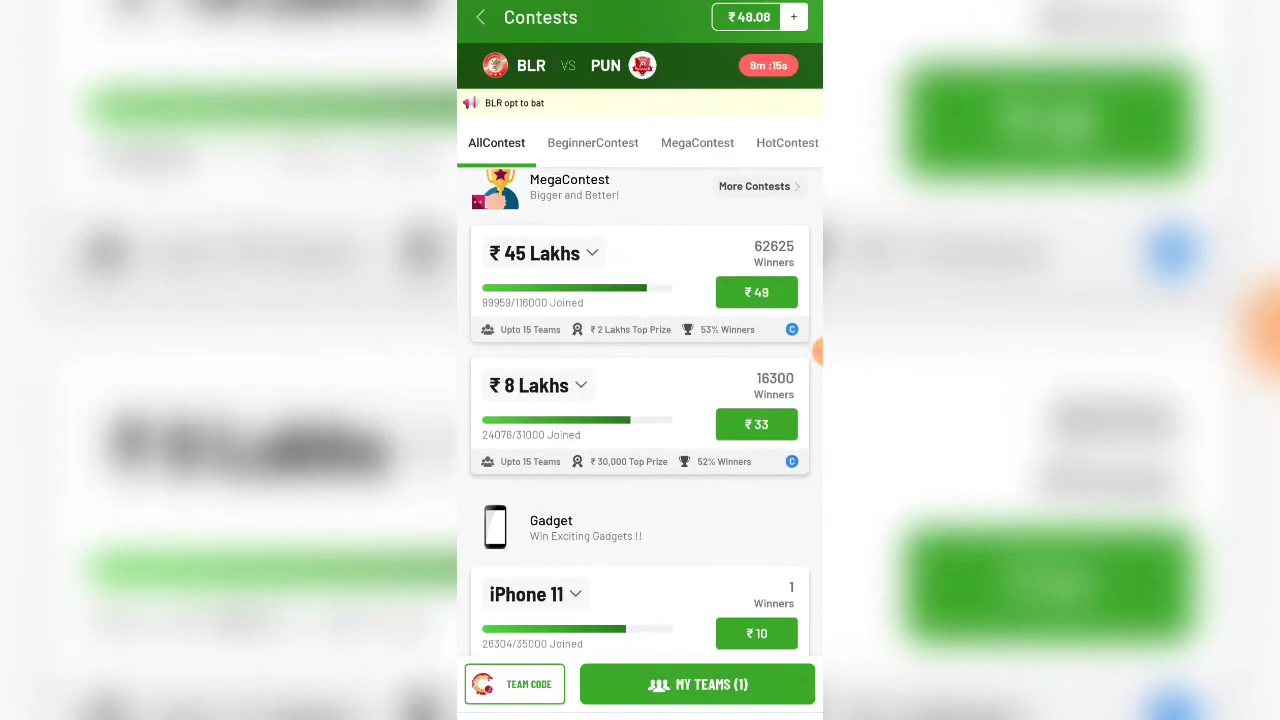 Contests
₹ 48.08 +
BLR VS PUN 8m :15s
BLR opt to bat
AllContest BeginnerContest MegaContest HotContest
MegaContest
Bigger and Better!
More Contests
₹ 45 Lakhs
62625
Winners
₹ 49
99959/116000 Joined
Upto 15 Teams ₹ 2 Lakhs Top Prize 53% Winners C
₹ 8 Lakhs
16300
Winners
₹ 33
24076/31000 Joined
Upto 15 Teams ₹ 30,000 Top Prize 52% Winners C
Gadget
Win Exciting Gadgets !!
iPhone 11
1
Winners
₹ 10
26304/35000 Joined
TEAM CODE
MY TEAMS (1)